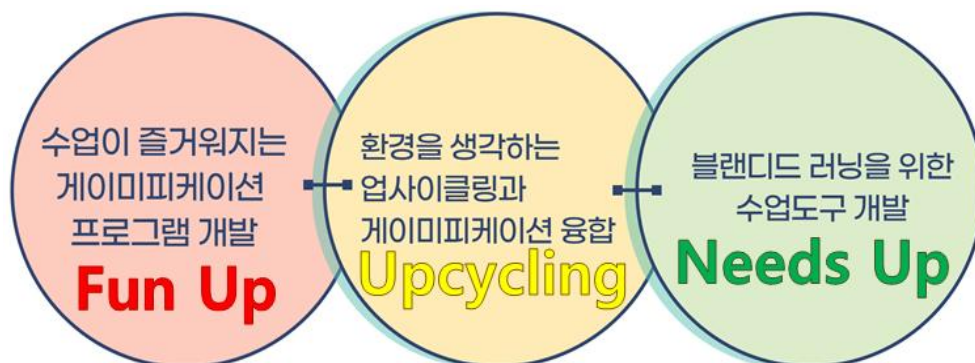 수업이 즐거워지는
게이미피케이션
프로그램 개발
Fun Up
환경을 생각하는
업사이클링과
게이미피케이션 융합
Upcycling
블랜디드 러닝을 위한
수업도구 개발
Needs Up